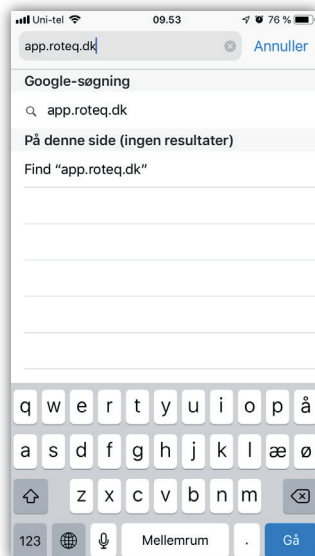 Uni-tel 09.53 76 %
app.roteq.dk Annuller
Google-søgning
app.roteq.dk
På denne side (ingen resultater)
Find “app.roteq.dk”
q w e r t y u i o p å
a s d f g h j k l æ ø
z x c v b n m
123 Mellemrum . Gå